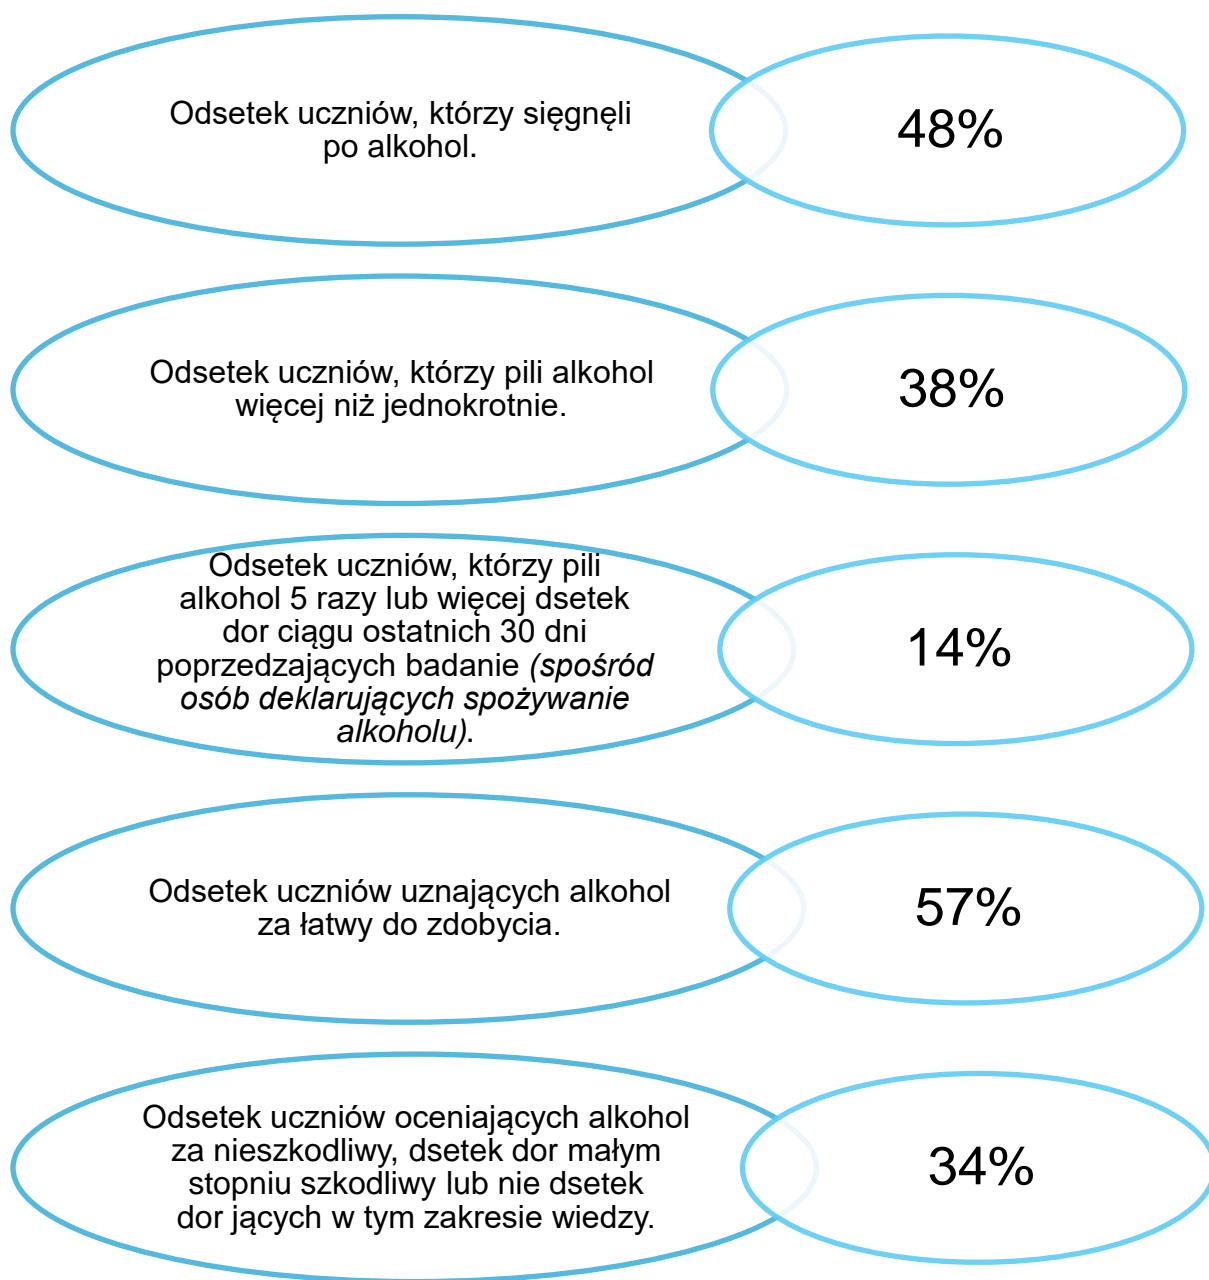 Odsetek uczniów, którzy sięgnęli
po alkohol.
48%
Odsetek uczniów, którzy pili alkohol
więcej niż jednokrotnie.
38%
Odsetek uczniów, którzy pili
alkohol 5 razy lub więcej dsetek
dor ciągu ostatnich 30 dni
poprzedzających badanie (spośród
osób deklarujących spożywanie
alkoholu).
14%
Odsetek uczniów uznających alkohol
za łatwy do zdobycia.
57%
Odsetek uczniów oceniających alkohol
za nieszkodliwy, dsetek dor małym
stopniu szkodliwy lub nie dsetek
dor jących w tym zakresie wiedzy.
34%